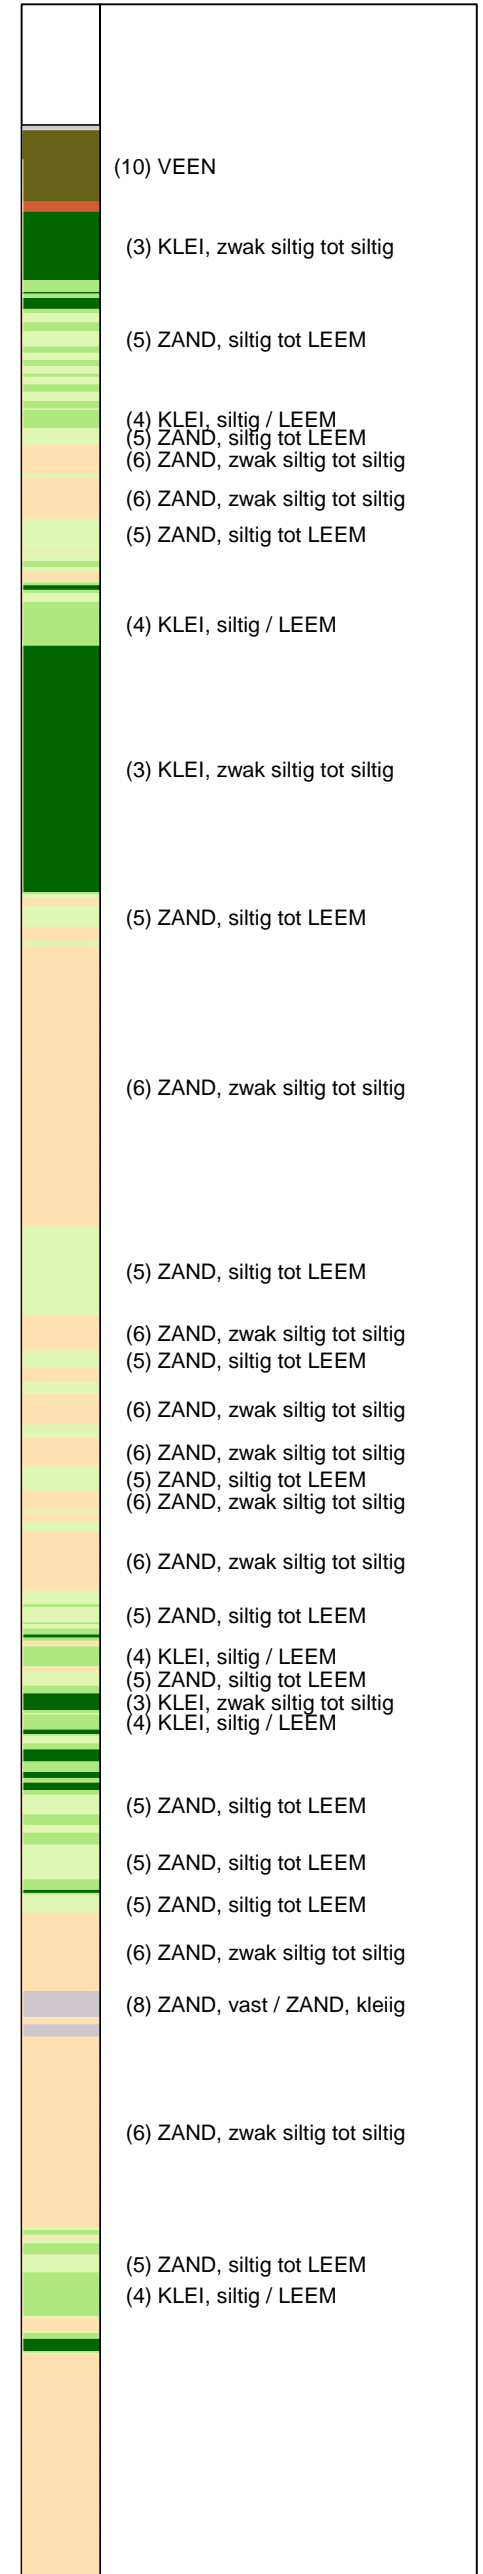 (10) VEEN
(3) KLEI, zwak siltig tot siltig
(5) ZAND, siltig tot LEEM
(4) KLEI, siltig / LEEM
(5) ZAND, siltig tot LEEM
(6) ZAND, zwak siltig tot siltig
(6) ZAND, zwak siltig tot siltig
(5) ZAND, siltig tot LEEM
(4) KLEI, siltig / LEEM
(3) KLEI, zwak siltig tot siltig
(5) ZAND, siltig tot LEEM
(6) ZAND, zwak siltig tot siltig
(5) ZAND, siltig tot LEEM
(6) ZAND, zwak siltig tot siltig
(5) ZAND, siltig tot LEEM
(6) ZAND, zwak siltig tot siltig
(6) ZAND, zwak siltig tot siltig
(5) ZAND, siltig tot LEEM
(6) ZAND, zwak siltig tot siltig
(6) ZAND, zwak siltig tot siltig
(5) ZAND, siltig tot LEEM
(4) KLEI, siltig / LEEM
(5) ZAND, siltig tot LEEM
(3) KLEI, zwak siltig tot siltig
(4) KLEI, siltig / LEEM
(5) ZAND, siltig tot LEEM
(5) ZAND, siltig tot LEEM
(5) ZAND, siltig tot LEEM
(6) ZAND, zwak siltig tot siltig
(8) ZAND, vast / ZAND, kleiig
(6) ZAND, zwak siltig tot siltig
(5) ZAND, siltig tot LEEM
(4) KLEI, siltig / LEEM